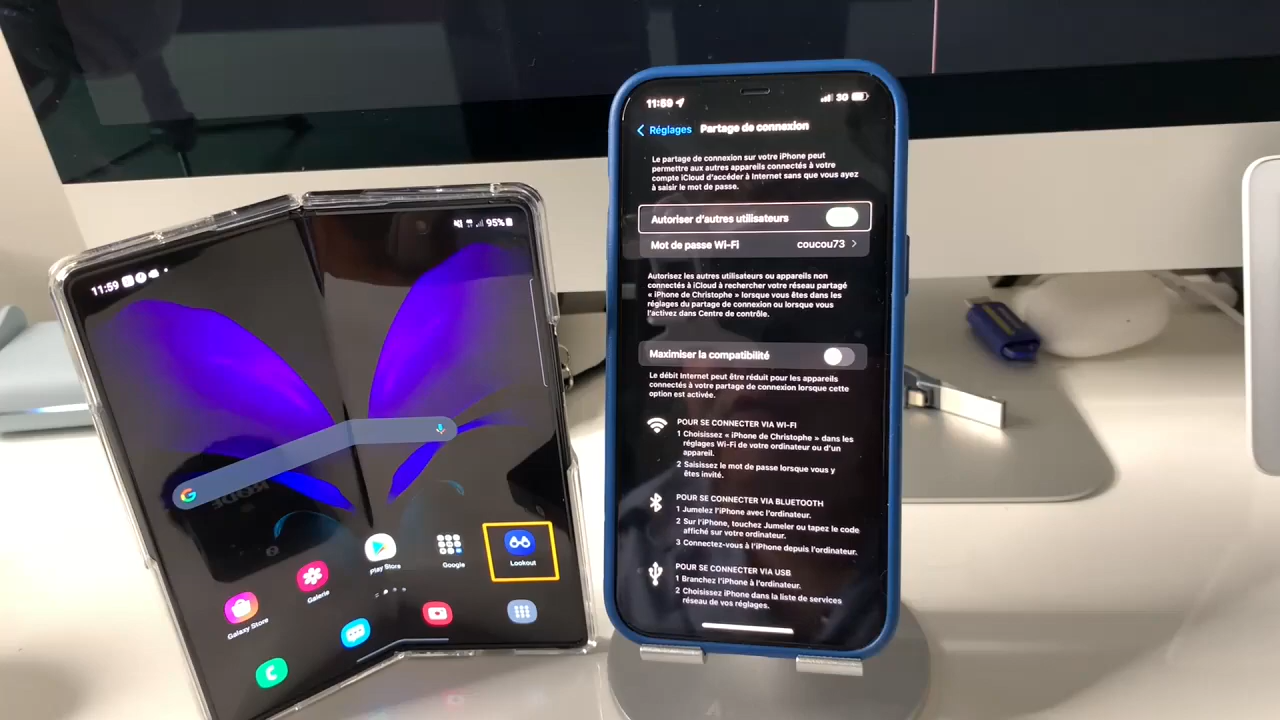 11:59
95%
Google
Lookout
Play Store
Galerie
Galaxy Store
11:59
3G
Réglages
Partage de connexion
Le partage de connexion sur votre iPhone peut
permettre aux autres appareils connectés à votre
compte iCloud d'accéder à Internet sans que vous ayez
à saisir le mot de passe.
Autoriser d'autres utilisateurs
Mot de passe Wi-Fi coucou73
Autorisez les autres utilisateurs ou appareils non
connectés à iCloud à rechercher votre réseau partagé
« iPhone de Christophe » lorsque vous êtes dans les
réglages du partage de connexion ou lorsque vous
l'activez dans Centre de contrôle.
Maximiser la compatibilité
Le débit Internet peut être réduit pour les appareils
connectés à votre partage de connexion lorsque cette
option est activée.
POUR SE CONNECTER VIA WI-FI
1 Choisissez « iPhone de Christophe » dans les
réglages Wi-Fi de votre ordinateur ou d'un
appareil.
2 Saisissez le mot de passe lorsque vous y
êtes invité.
POUR SE CONNECTER VIA BLUETOOTH
1 Jumelez l'iPhone avec l'ordinateur.
2 Sur l'iPhone, touchez Jumeler ou tapez le code
affiché sur votre ordinateur.
3 Connectez-vous à l'iPhone depuis l'ordinateur.
POUR SE CONNECTER VIA USB
1 Branchez l'iPhone à l'ordinateur.
2 Choisissez iPhone dans la liste de services
réseau de vos réglages.